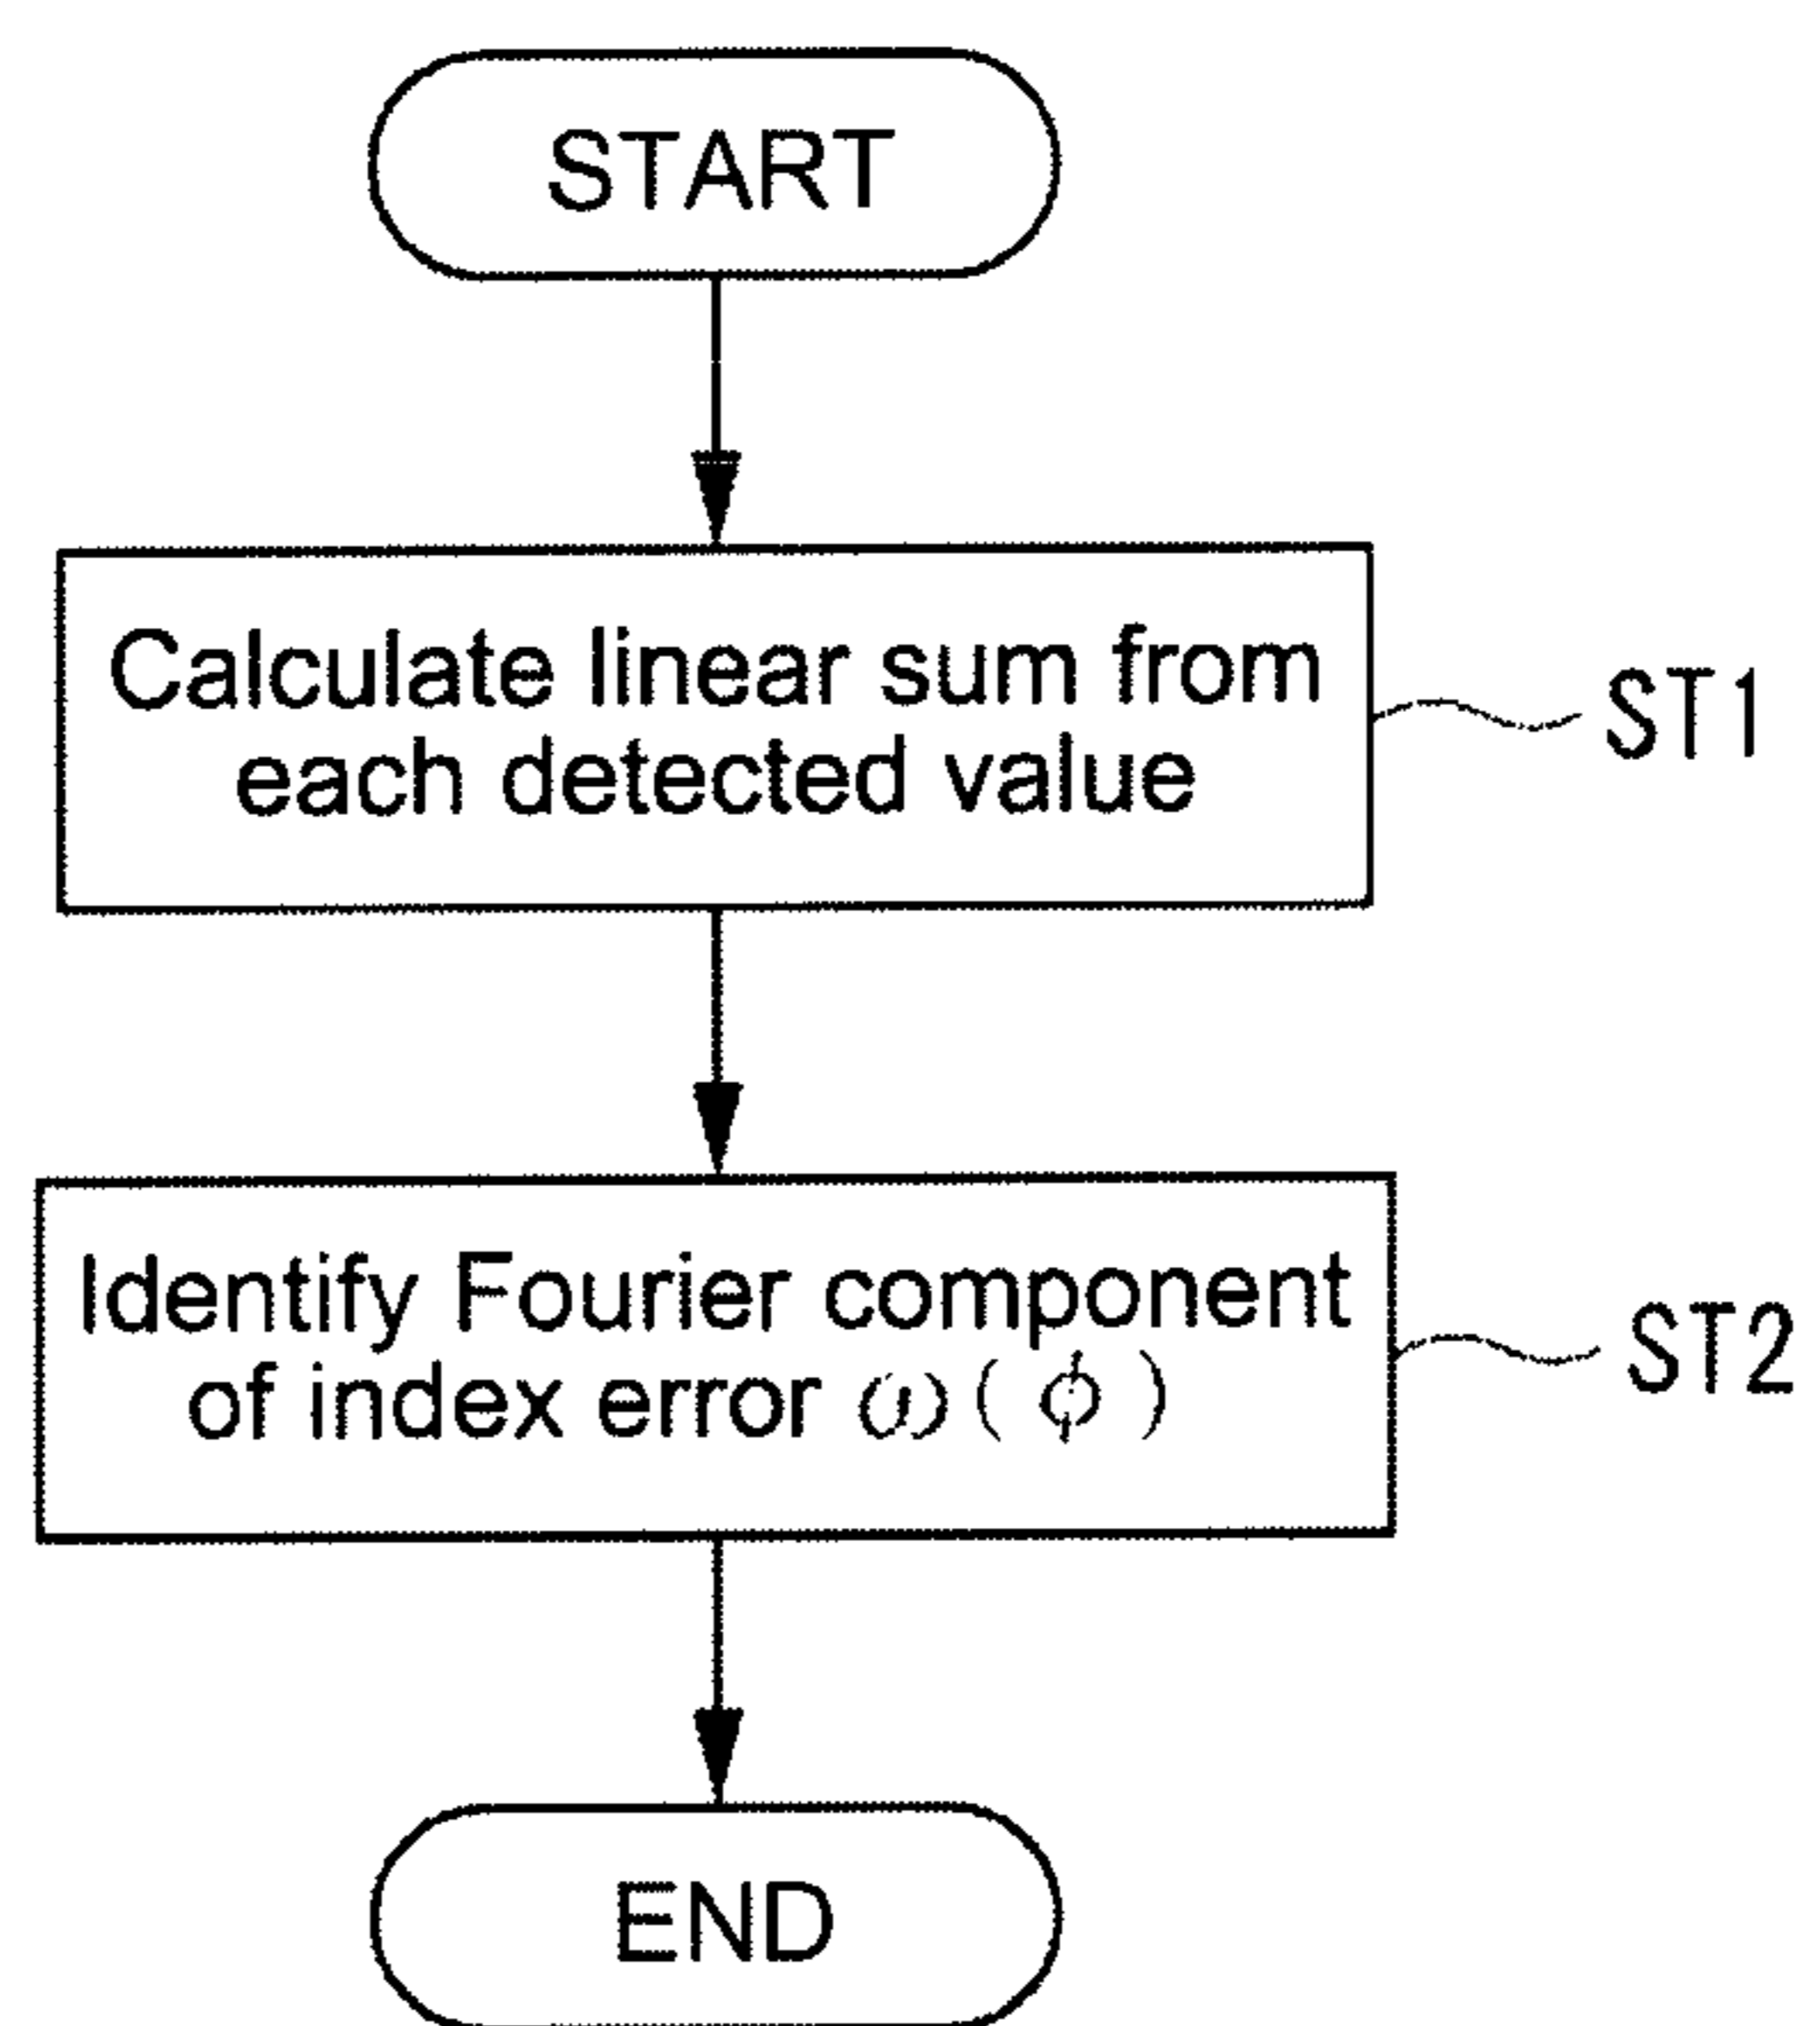 START
Calculate linear sum from
each detected value
ST1
Identify Fourier component
of index error ω(φ)
ST2
END